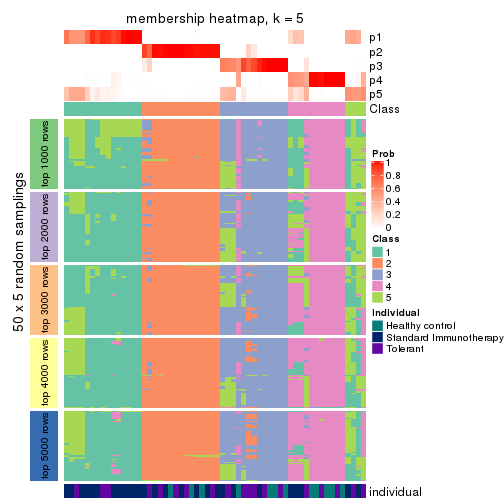 membership heatmap, k = 5
p1
p2
p3
p4
p5
Class
50 x 5 random samplings
top 1000 rows
top 2000 rows
top 3000 rows
top 4000 rows
top 5000 rows
individual
Prob
1
0.8
0.6
0.4
0.2
0
Class
1
2
3
4
5
individual
Healthy control
Standard Immunotherapy
Tolerant